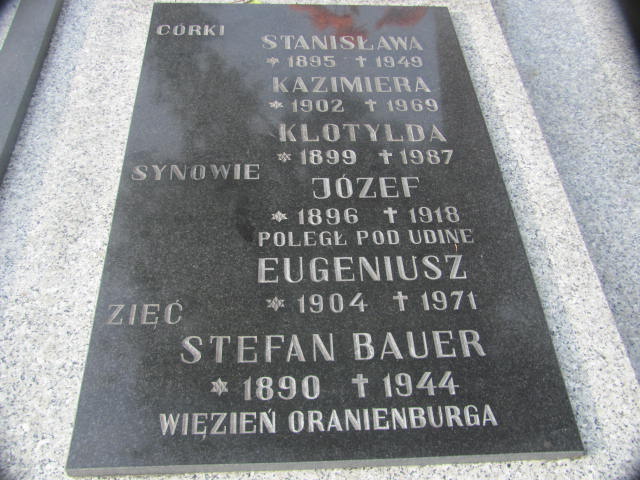 CÓRKI
STANISŁAWA
* 1895 † 1949
KAZIMIERA
* 1902 † 1969
KLOTYLDA
* 1899 † 1987
SYNOWIE
JÓZEF
* 1896 † 1918
POLEGŁ POD UDINE
EUGENIUSZ
* 1904 † 1971
ZIĘĆ
STEFAN BAUER
* 1890 † 1944
WIĘZIEŃ ORANIENBURGA